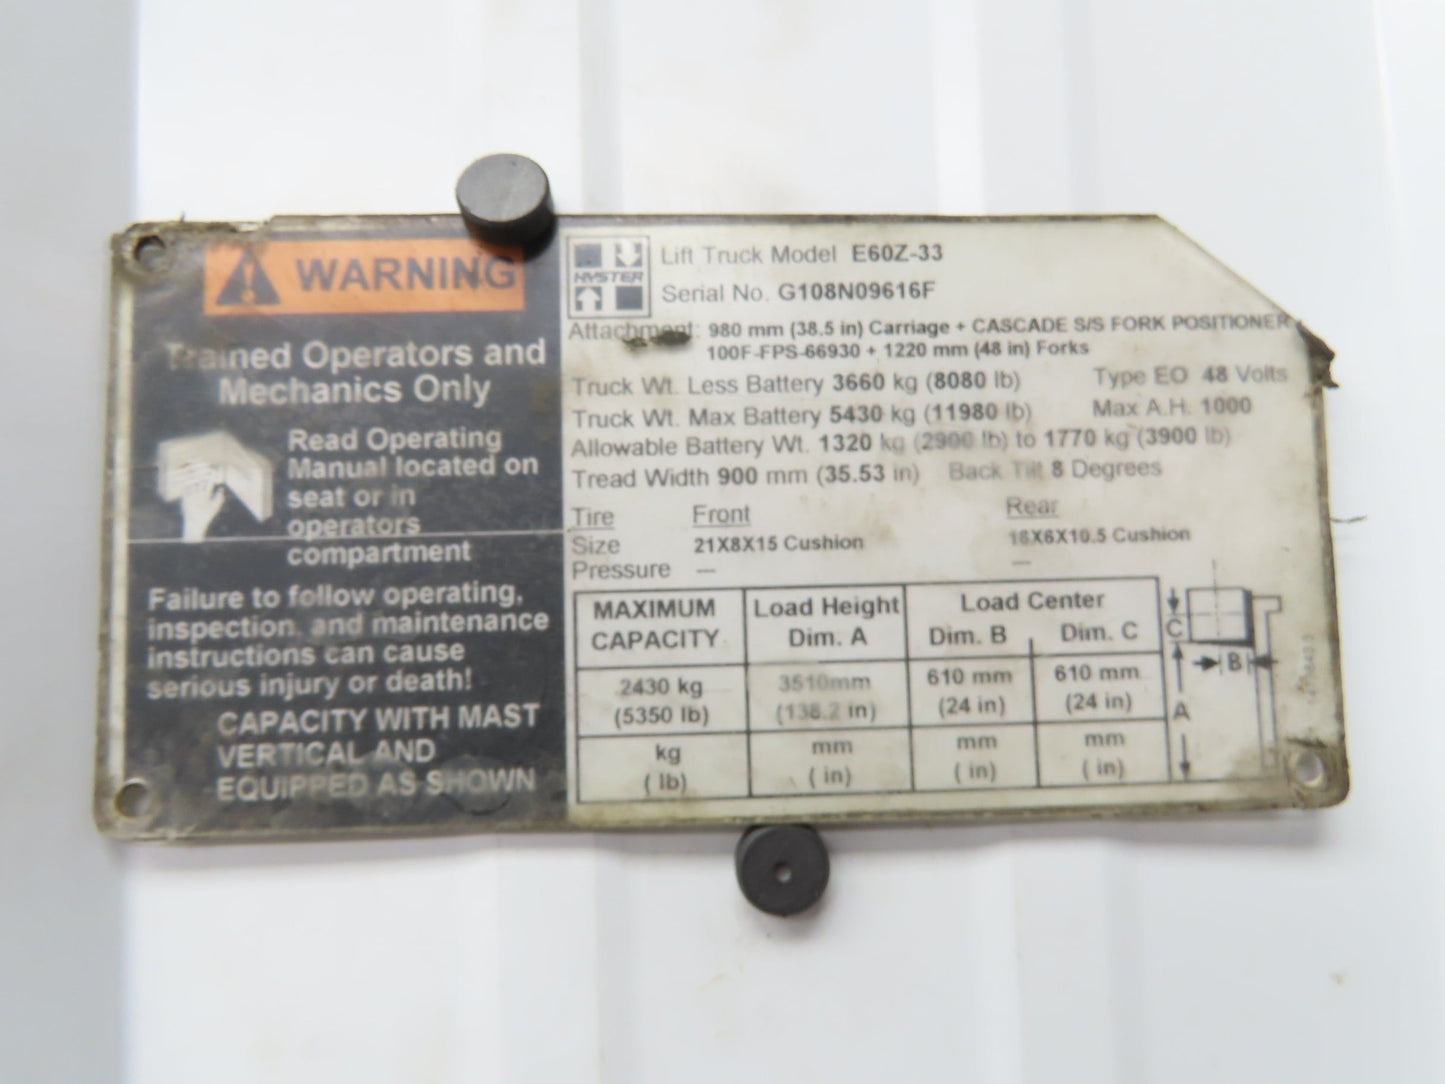 WARNING
Trained Operators and
Mechanics Only
Read Operating
Manual located on
seat or in
operators
compartment
Failure to follow operating,
inspection, and maintenance
instructions can cause
serious injury or death!
CAPACITY WITH MAST
VERTICAL AND
EQUIPPED AS SHOWN
HYSTER
Lift Truck Model E60Z-33
Serial No. G108N09616F
Attachment: 980 mm (38.5 in) Carriage + CASCADE S/S FORK POSITIONER
100F-FPS-66930 + 1220 mm (48 in) Forks
Truck Wt. Less Battery 3660 kg (8080 lb) Type EO 48 Volts
Truck Wt. Max Battery 5430 kg (11980 lb) Max A.H. 1000
Allowable Battery Wt. 1320 kg (2900 lb) to 1770 kg (3900 lb)
Tread Width 900 mm (35.53 in) Back Tilt 8 Degrees
Tire Front Rear
Size 21X8X15 Cushion 16X6X10.5 Cushion
Pressure — —
MAXIMUM CAPACITY Load Height Dim. A Load Center
Dim. B Dim. C
2430 kg 3510mm 610 mm 610 mm
(5350 lb) (138.2 in) (24 in) (24 in)
kg mm mm mm
( lb) ( in) ( in) ( in)
C
B
A